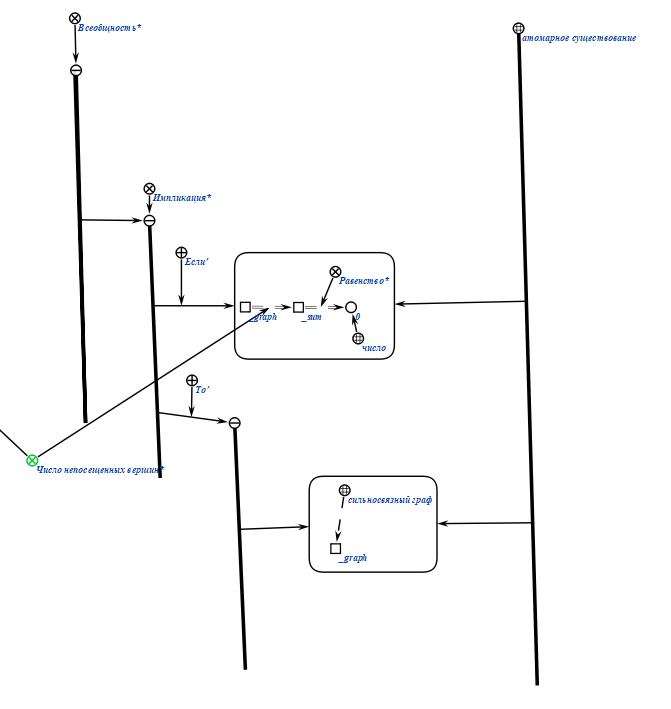 Всеобщность*
атомарное существование
Импликация*
Если'
Равенство*
_graph
_sum
0
число
То'
Число непосещенных вершин*
сильносвязный граф
_graph